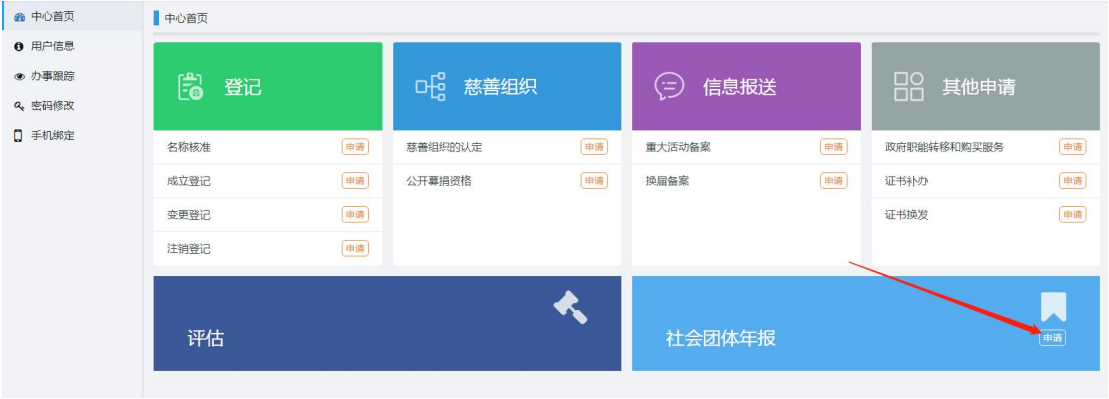 中心首页
用户信息
办事跟踪
密码修改
手机绑定
中心首页
登记
名称核准 申请
成立登记 申请
变更登记 申请
注销登记 申请
慈善组织
慈善组织的认定 申请
公开募捐资格 申请
信息报送
重大活动备案 申请
换届备案 申请
其他申请
政府职能转移和购买服务 申请
证书补办 申请
证书换发 申请
评估
社会团体年报
申请